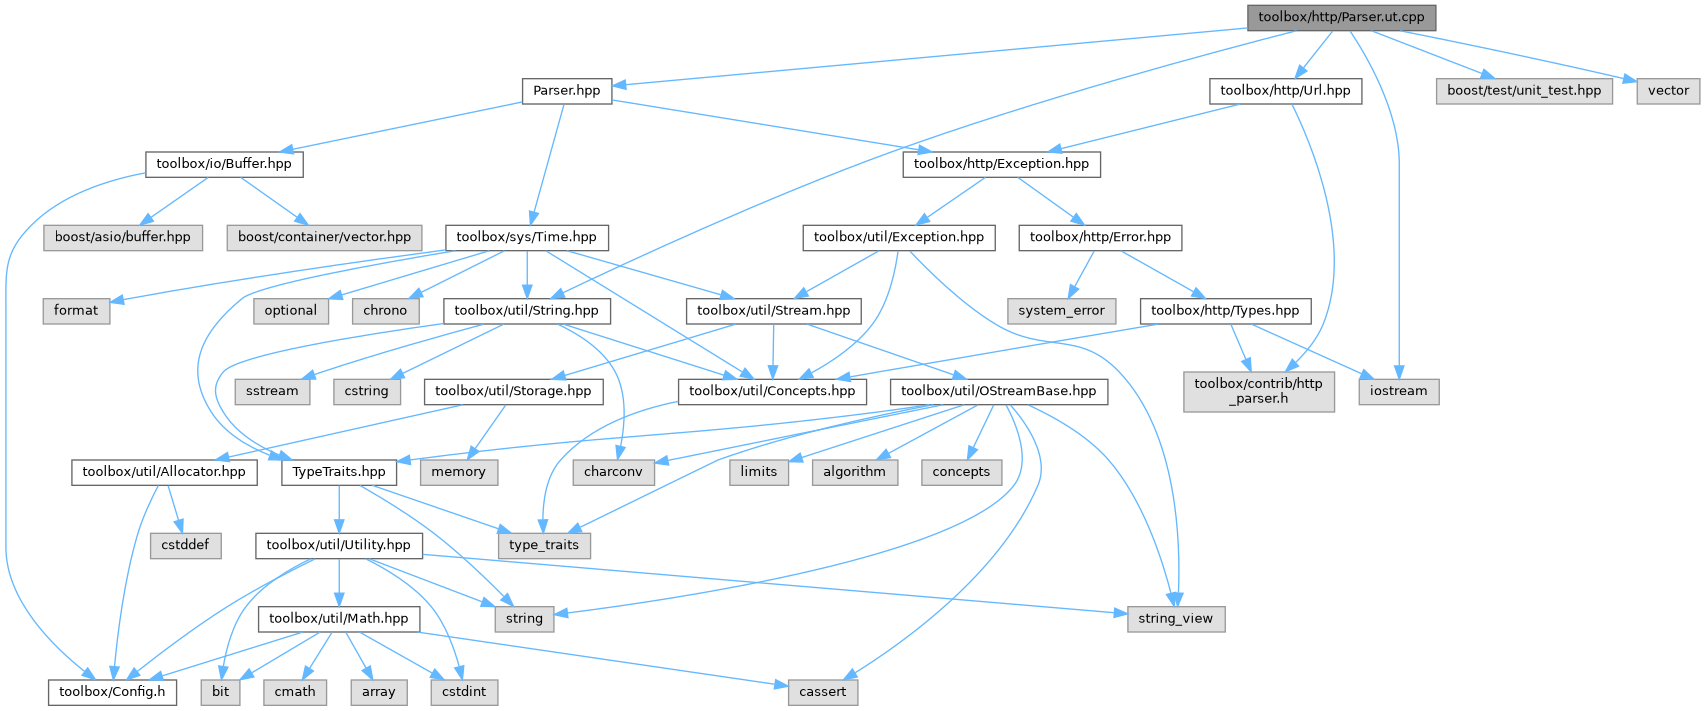 toolbox/http/Parser.ut.cpp
Parser.hpp
toolbox/http/Url.hpp
boost/test/unit_test.hpp
vector
toolbox/io/Buffer.hpp
toolbox/http/Exception.hpp
boost/asio/buffer.hpp
boost/container/vector.hpp
toolbox/sys/Time.hpp
toolbox/util/Exception.hpp
toolbox/http/Error.hpp
format
optional
chrono
toolbox/util/String.hpp
toolbox/util/Stream.hpp
system_error
toolbox/http/Types.hpp
sstream
cstring
toolbox/util/Storage.hpp
toolbox/util/Concepts.hpp
toolbox/util/OStreamBase.hpp
toolbox/contrib/http
_parser.h
iostream
toolbox/util/Allocator.hpp
TypeTraits.hpp
memory
charconv
limits
algorithm
concepts
cstddef
toolbox/util/Utility.hpp
type_traits
toolbox/util/Math.hpp
string
string_view
toolbox/Config.h
bit
cmath
array
cstdint
cassert